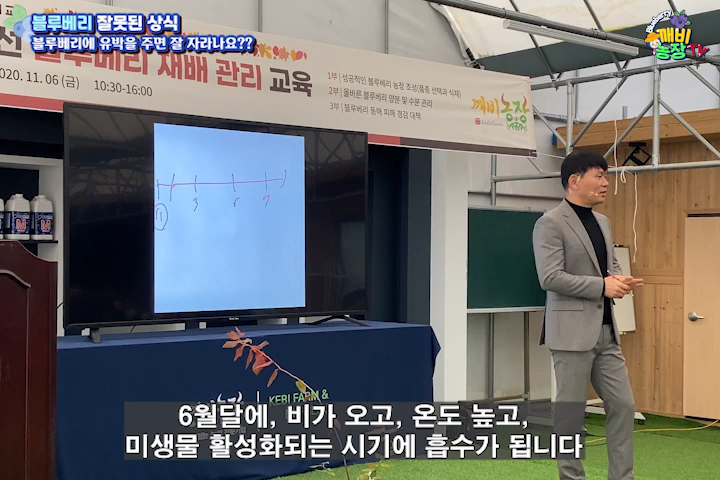 블루베리 잘못된 상식
블루베리에 유박을 주면 잘 자라나요??
깨비
농장TV
블루베리 재배 관리 교육
2020. 11. 06 (금) 10:30-16:00
1부 | 성공적인 블루베리 농장 조성(품종 선택과 식재)
2부 | 올바른 블루베리 양분 및 수분 관리
3부 | 블루베리 동해 피해 경감 대책
깨비농장
3
6
9
11
KEBI FARM &
6월달에, 비가 오고, 온도 높고,
미생물 활성화되는 시기에 흡수가 됩니다